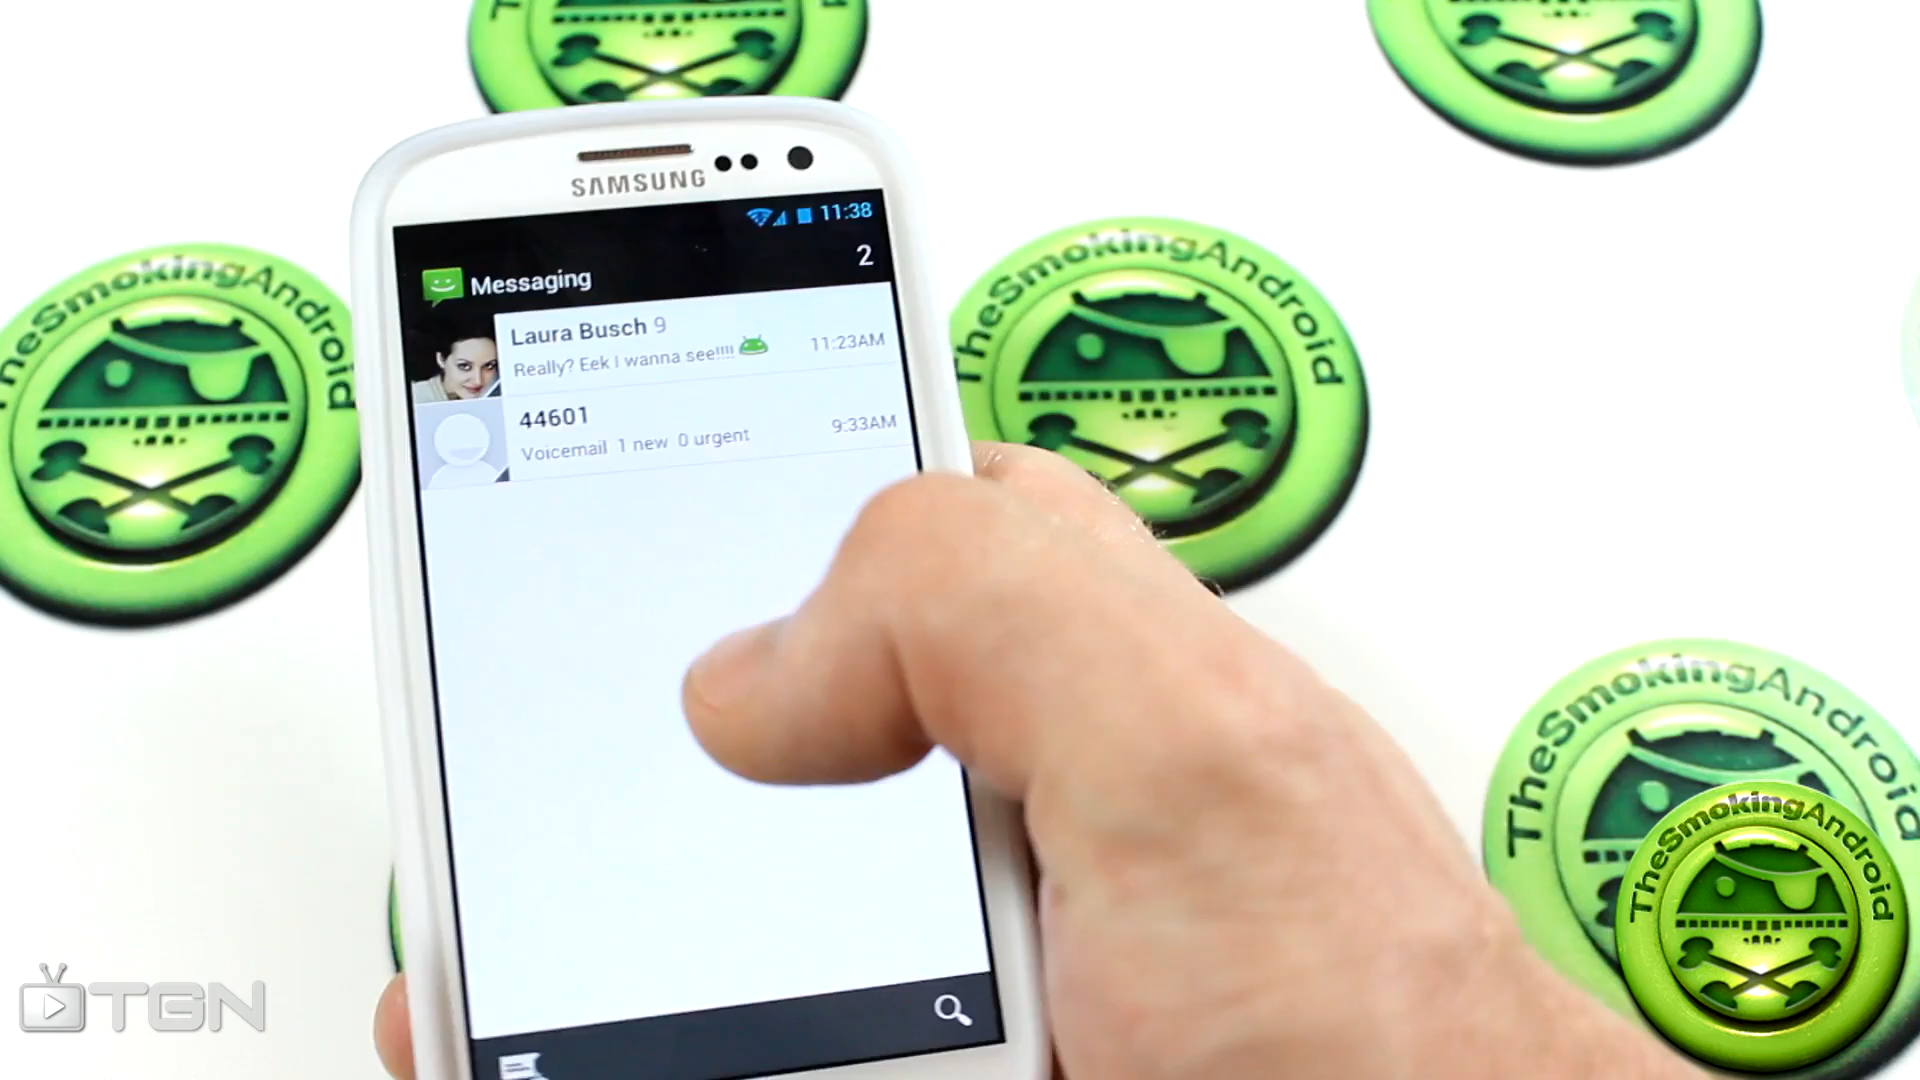 TheSmokingAndroid
SAMSUNG
11:38
Messaging
2
Laura Busch 9
Really? Eek I wanna see!!!!
11:23AM
44601
Voicemail 1 new 0 urgent
9:33AM
TheSmokingAndroid
TheSmokingAndroid
TheSmokingAndroid
TGN